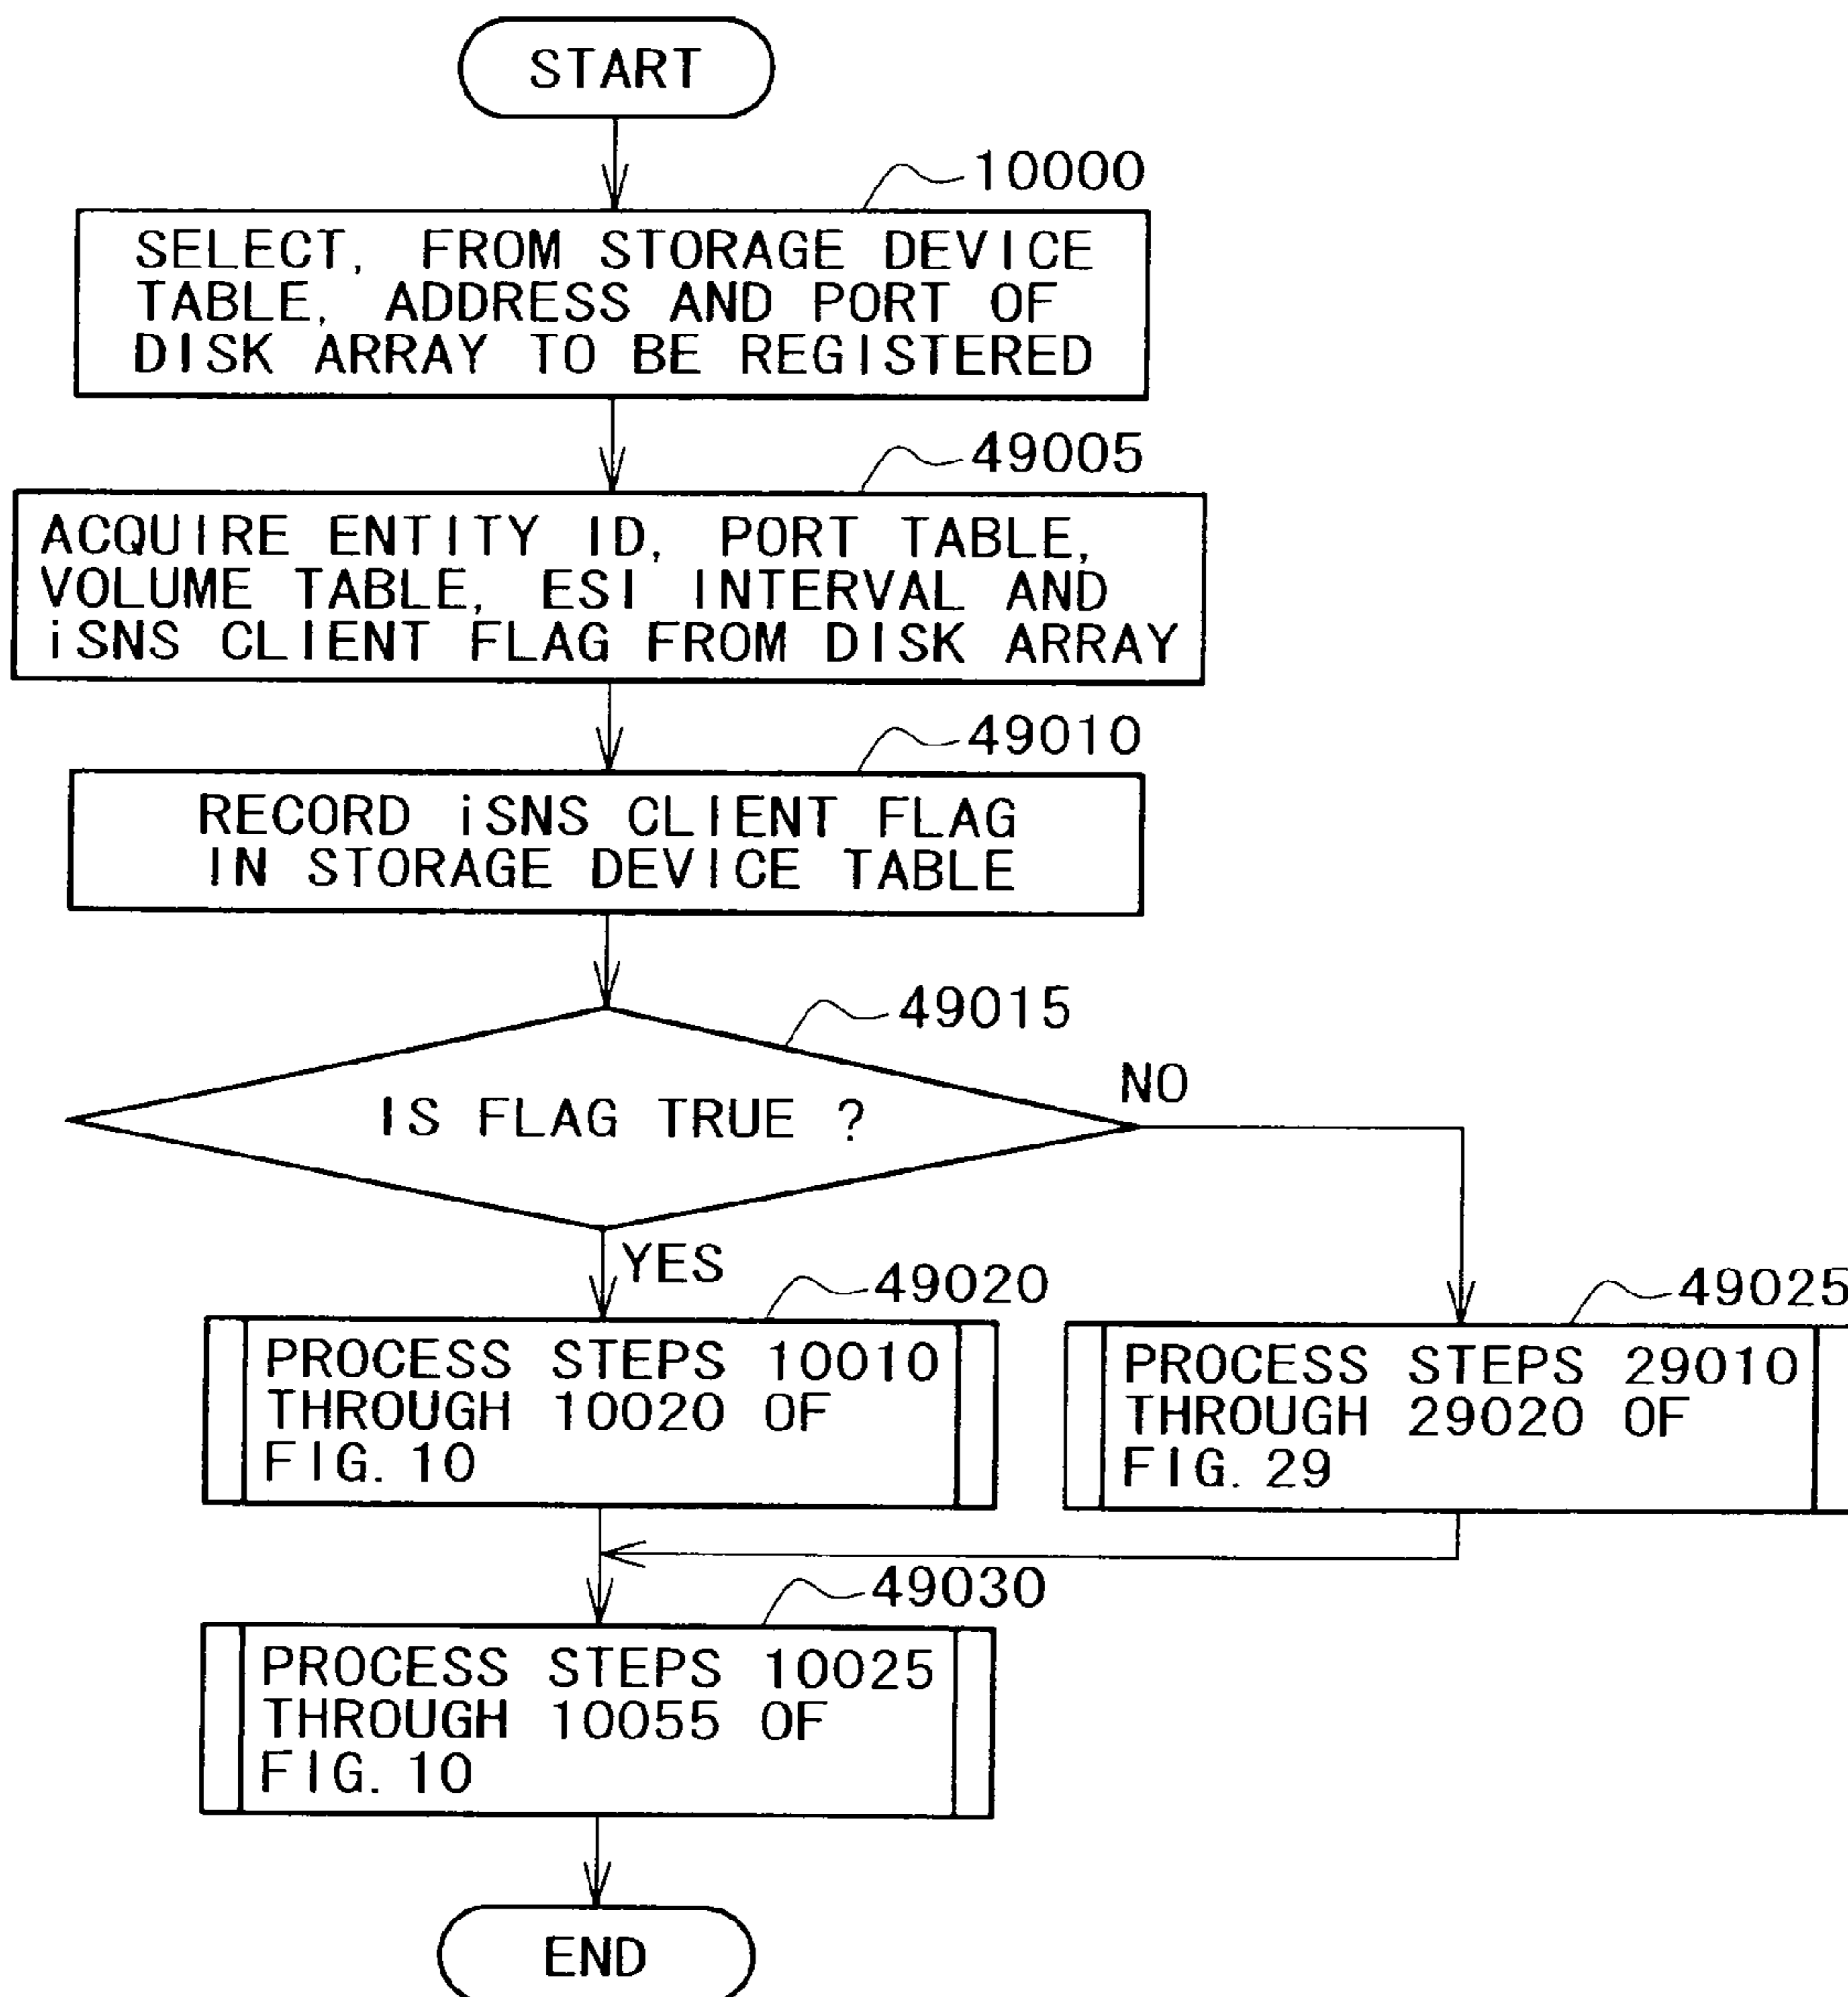 START
10000
SELECT, FROM STORAGE DEVICE
TABLE, ADDRESS AND PORT OF
DISK ARRAY TO BE REGISTERED
49005
ACQUIRE ENTITY ID, PORT TABLE,
VOLUME TABLE, ESI INTERVAL AND
iSNS CLIENT FLAG FROM DISK ARRAY
49010
RECORD iSNS CLIENT FLAG
IN STORAGE DEVICE TABLE
49015
IS FLAG TRUE ?
NO
YES
49020
PROCESS STEPS 10010
THROUGH 10020 OF
FIG. 10
49025
PROCESS STEPS 29010
THROUGH 29020 OF
FIG. 29
49030
PROCESS STEPS 10025
THROUGH 10055 OF
FIG. 10
END